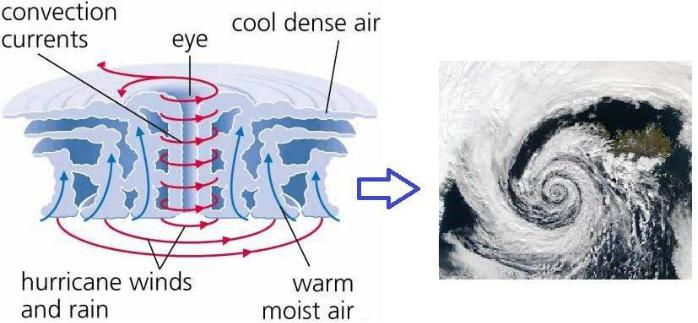 convection
currents
eye
cool dense air
hurricane winds
and rain
warm
moist air